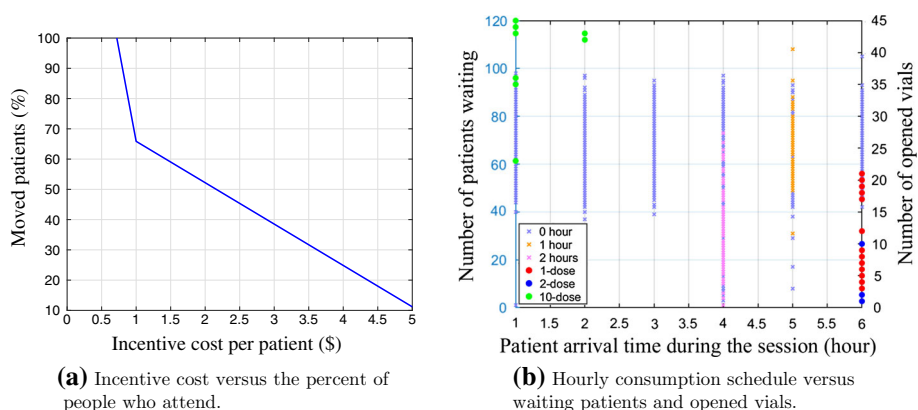 100
90
80
70
60
50
40
30
20
10
0 0.5 1 1.5 2 2.5 3 3.5 4 4.5 5
Moved patients (%)
Incentive cost per patient ($)
(a) Incentive cost versus the percent of
people who attend.
120
100
80
60
40
20
0
Number of patients waiting
45
40
35
30
25
20
15
10
5
0
Number of opened vials
0 hour
1 hour
2 hours
1-dose
2-dose
10-dose
1 1.5 2 2.5 3 3.5 4 4.5 5 5.5 6
Patient arrival time during the session (hour)
(b) Hourly consumption schedule versus
waiting patients and opened vials.